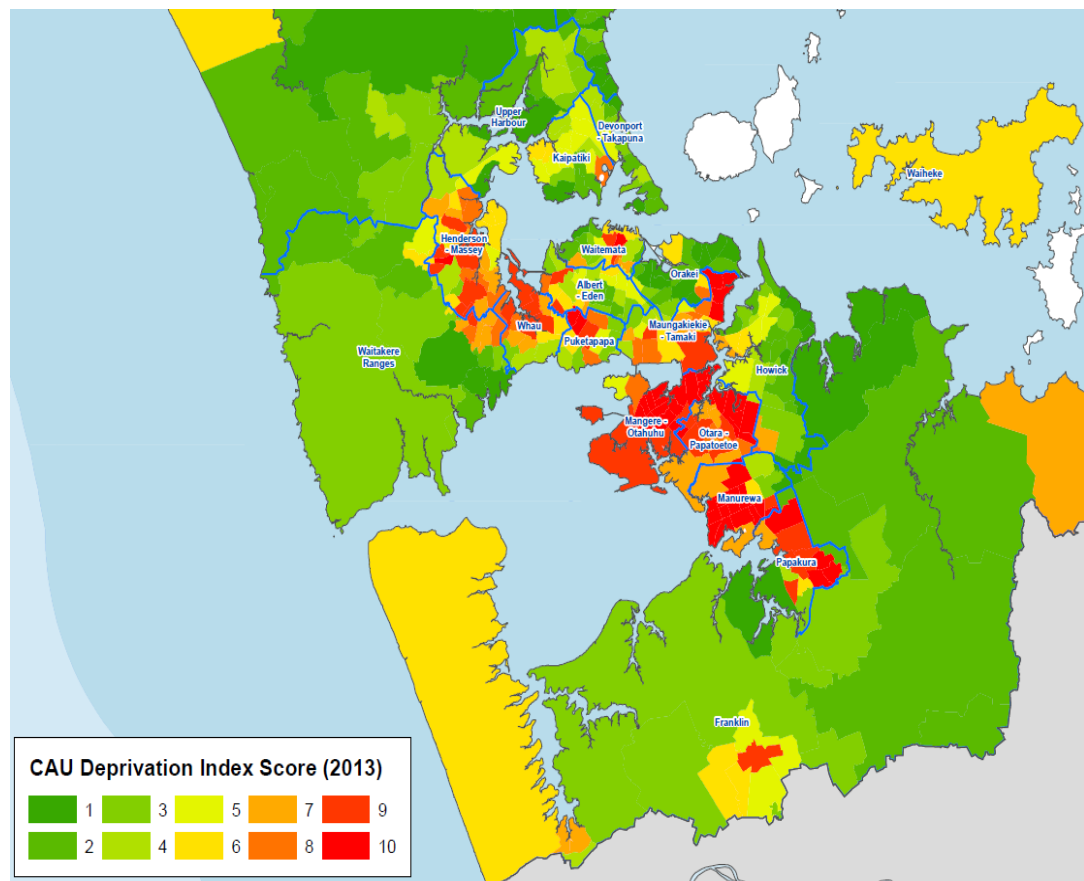 Upper
Harbour
Devonport
- Takapuna
Kaipatiki
Waiheke
Henderson
- Massey
Waitemata
Orakei
Albert
- Eden
Whau
Maungakiekie
- Tamaki
Puketapapa
Waitakere
Ranges
Howick
Mangere -
Otahuhu
Otara -
Papatoetoe
Manurewa
Papakura
Franklin
CAU Deprivation Index Score (2013)
1 3 5 7 9
2 4 6 8 10